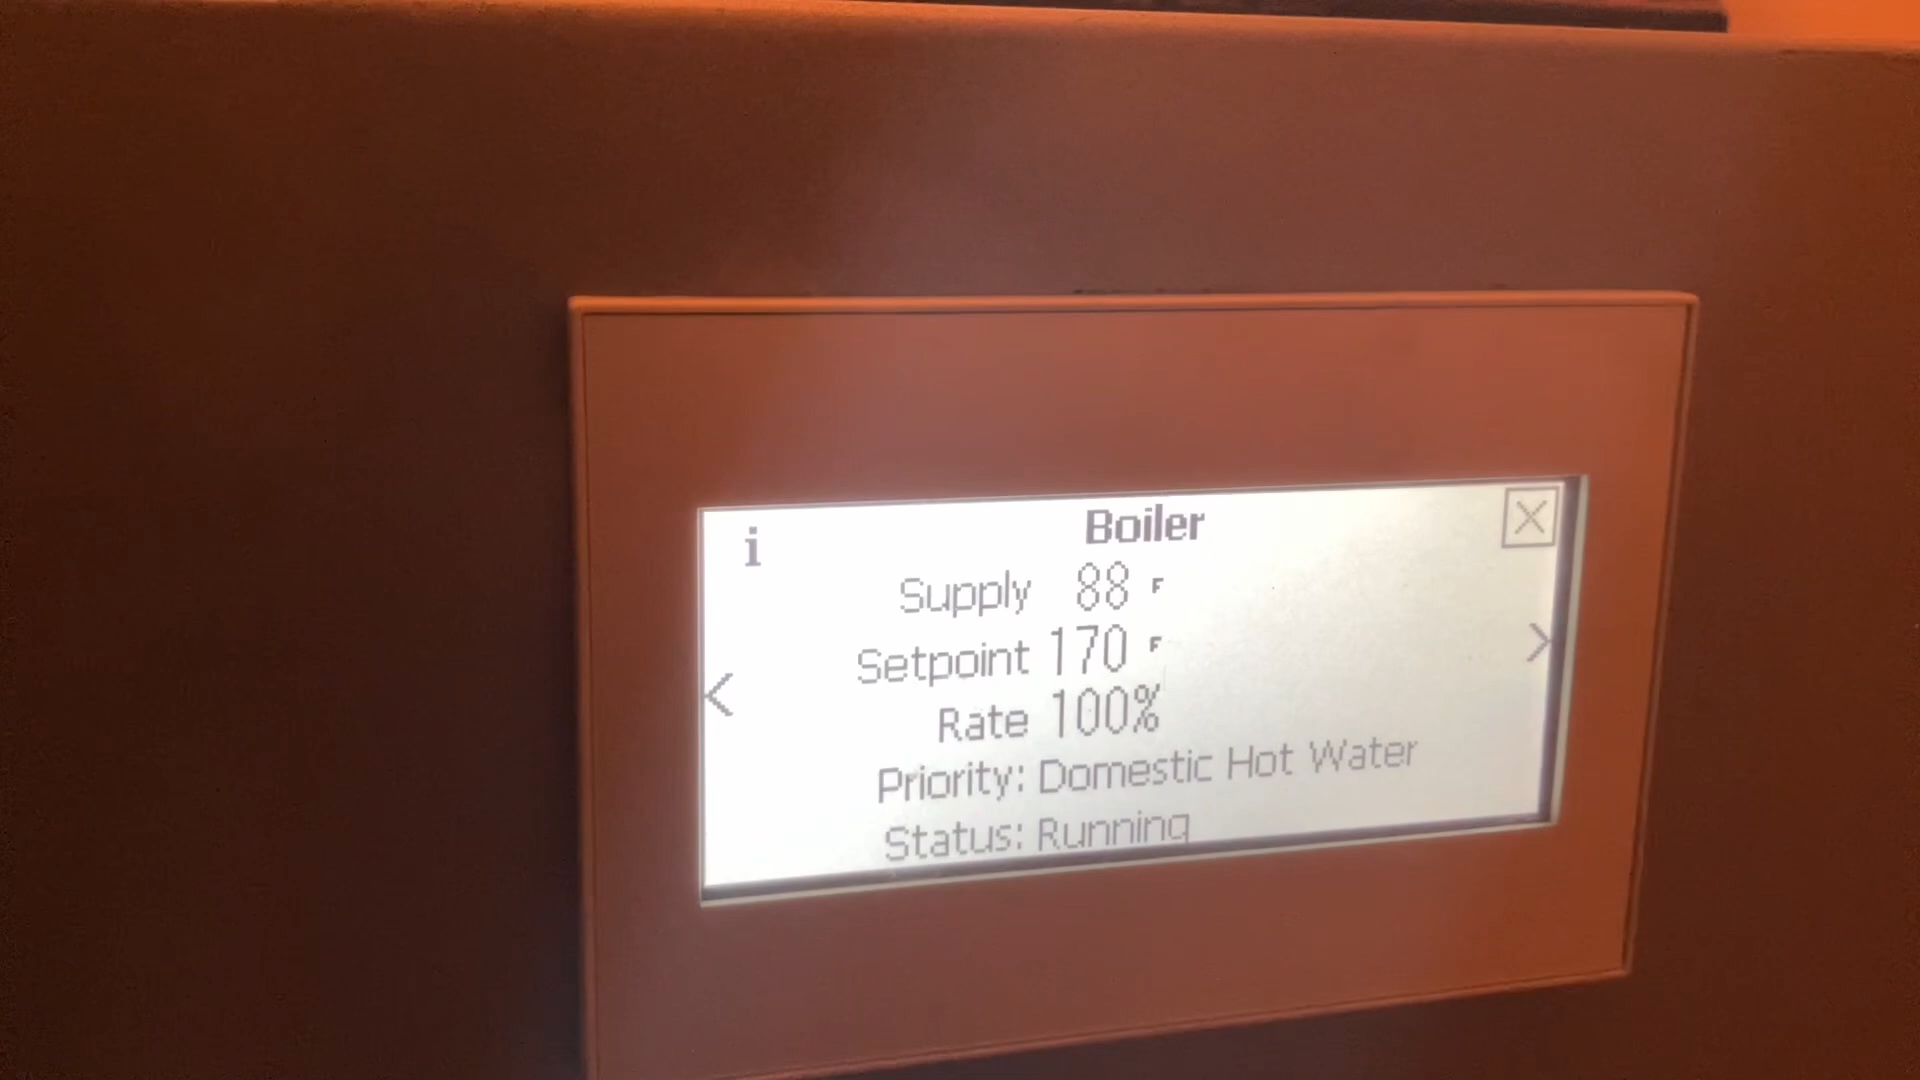 i Boiler
Supply 88 F
Setpoint 170 F
Rate 100%
Priority: Domestic Hot Water
Status: Running